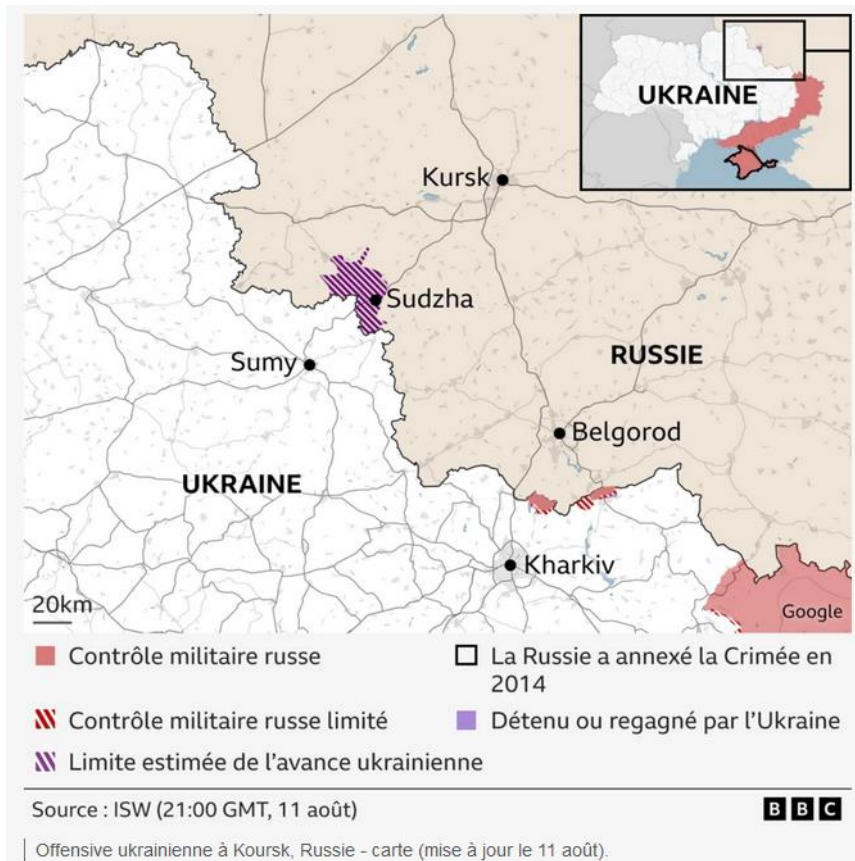 UKRAINE
Kursk
Sudzha
Sumy
RUSSIE
Belgorod
UKRAINE
Kharkiv
20km
Google
Contrôle militaire russe
La Russie a annexé la Crimée en
2014
Contrôle militaire russe limité
Détenu ou regagné par l'Ukraine
Limite estimée de l'avance ukrainienne
Source : ISW (21:00 GMT, 11 août)
BBC
Offensive ukrainienne à Koursk, Russie - carte (mise à jour le 11 août).